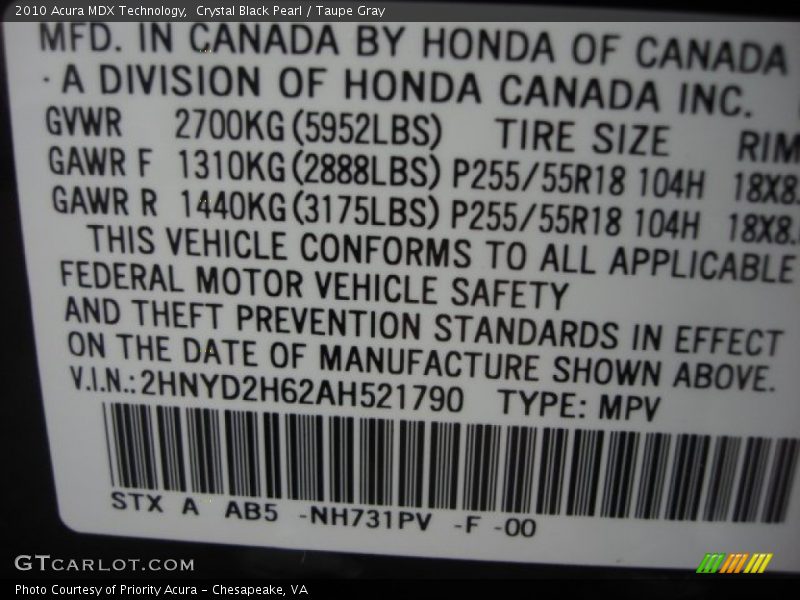 2010 Acura MDX Technology,  Crystal Black Pearl / Taupe Gray
MFD. IN CANADA BY HONDA OF CANADA
· A DIVISION OF HONDA CANADA INC.
GVWR 2700KG(5952LBS) TIRE SIZE RIM
GAWR F 1310KG(2888LBS) P255/55R18 104H 18X8.
GAWR R 1440KG(3175LBS) P255/55R18 104H 18X8.
THIS VEHICLE CONFORMS TO ALL APPLICABLE
FEDERAL MOTOR VEHICLE SAFETY
AND THEFT PREVENTION STANDARDS IN EFFECT
ON THE DATE OF MANUFACTURE SHOWN ABOVE.
V.I.N.: 2HNYD2H62AH521790 TYPE: MPV
STX A AB5 -NH731PV -F -00
GTCARLOT.COM
Photo Courtesy of Priority Acura – Chesapeake, VA